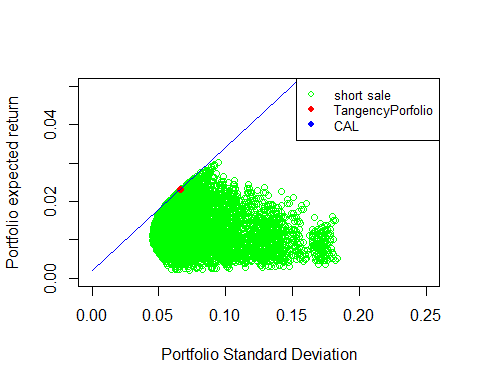 short sale
TangencyPorfolio
CAL
Portfolio expected return
0.00
0.02
0.04
0.00
0.05
0.10
0.15
0.20
0.25
Portfolio Standard Deviation